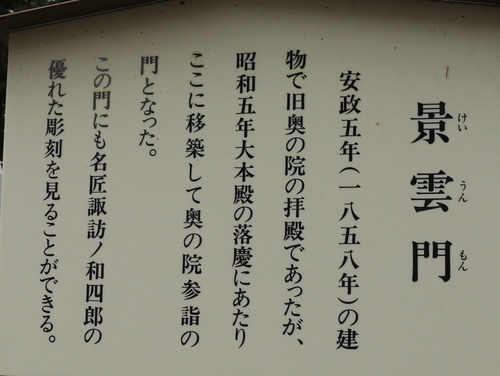 景雲門
けいうんもん
安政五年(一八五八年)の建
物で旧奥の院の拝殿であったが、
昭和五年大本殿の落慶にあたり
ここに移築して奥の院参詣の
門となった。
この門にも名匠諏訪ノ和四郎の
優れた彫刻を見ることができる。